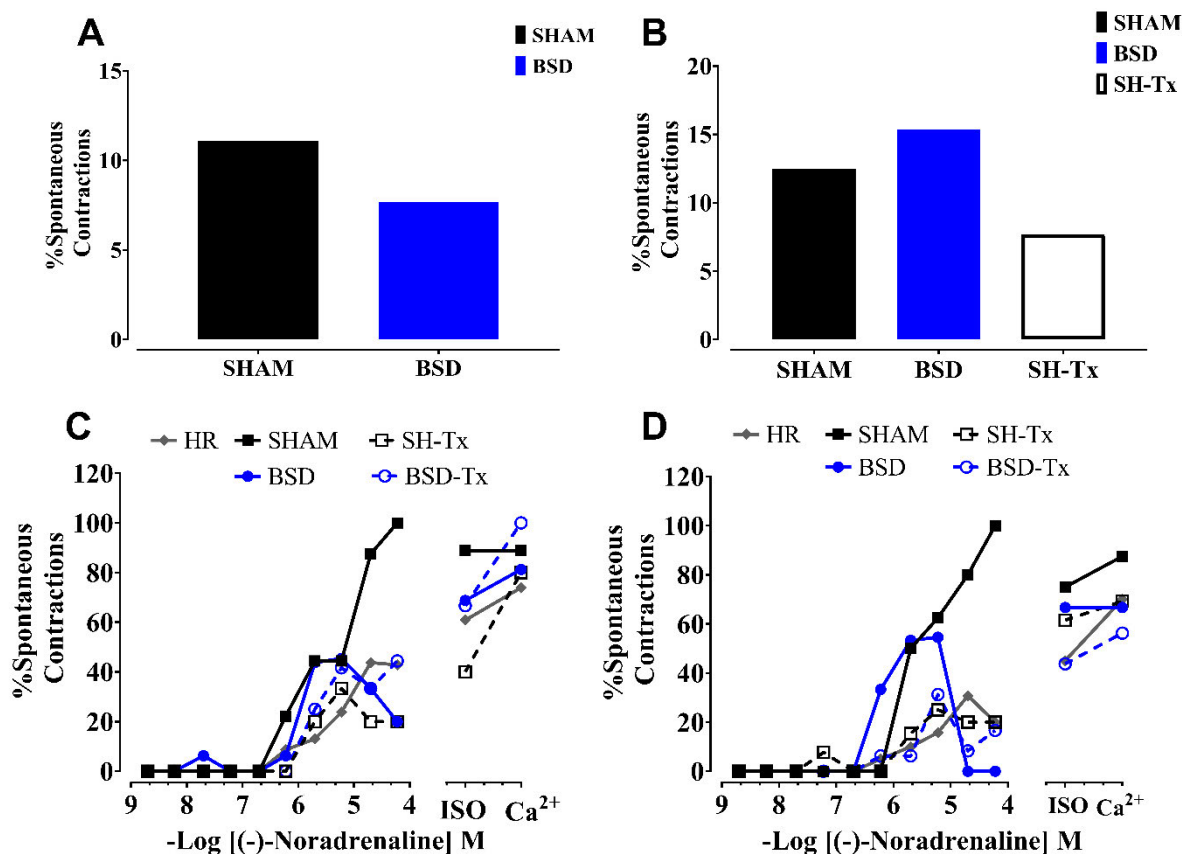 A
SHAM
BSD
15
10
5
0
%Spontaneous
Contractions
SHAM BSD
B
SHAM
BSD
SH-Tx
20
15
10
5
0
%Spontaneous
Contractions
SHAM BSD SH-Tx
C
HR SHAM SH-Tx
BSD BSD-Tx
120
100
80
60
40
20
0
%Spontaneous
Contractions
9 8 7 6 5 4 ISO Ca²⁺
-Log [(-)-Noradrenaline] M
D
HR SHAM SH-Tx
BSD BSD-Tx
120
100
80
60
40
20
0
%Spontaneous
Contractions
9 8 7 6 5 4 ISO Ca²⁺
-Log [(-)-Noradrenaline] M